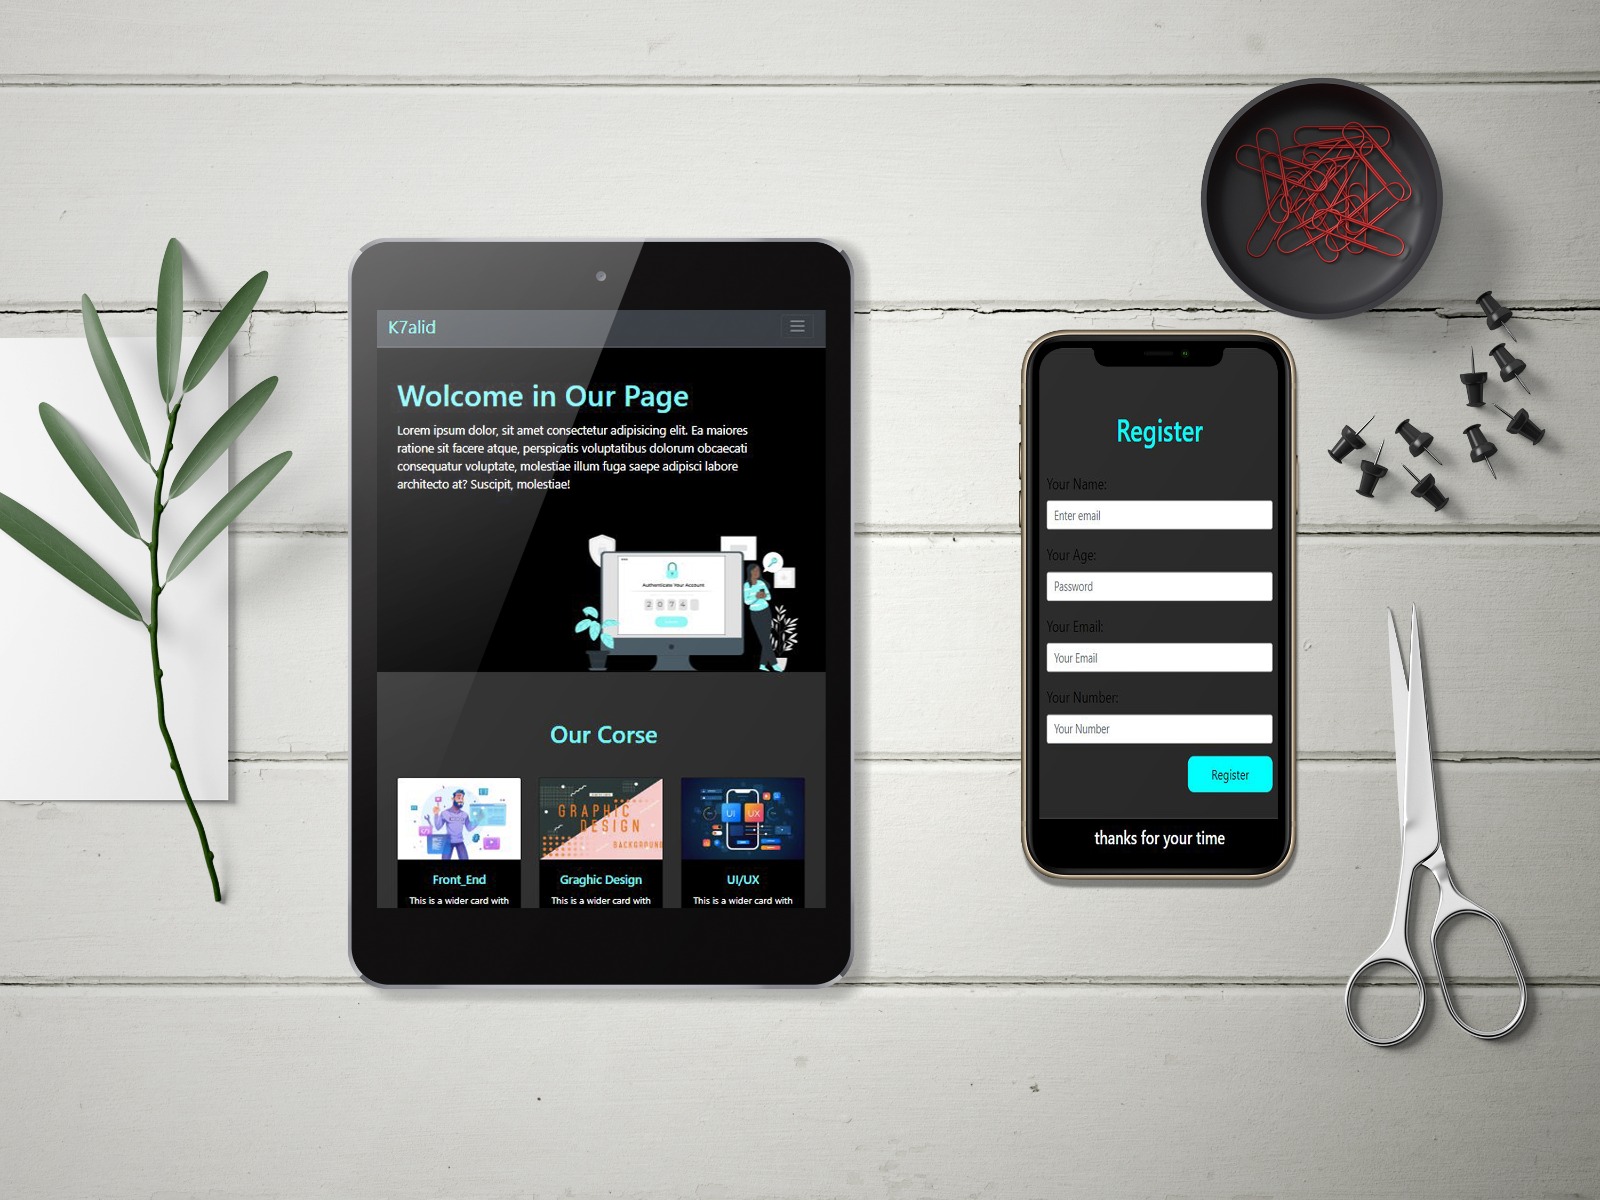 K7alid
Wolcome in Our Page
Lorem ipsum dolor, sit amet consectetur adipisicing elit. Ea maiores
ratione sit facere atque, perspicatis voluptatibus dolorum obcaecati
consequatur voluptate, molestiae illum fuga saepe adipisci labore
architecto at? Suscipit, molestiae!
Authenticate Your Account
2 0 7 4
Our Corse
GRAPHIC
DESIGN
BACKGROUND
UI UX
Front_End
Graghic Design
UI/UX
This is a wider card with
This is a wider card with
This is a wider card with
Register
Your Name:
Enter email
Your Age:
Password
Your Email:
Your Email
Your Number:
Your Number
Register
thanks for your time